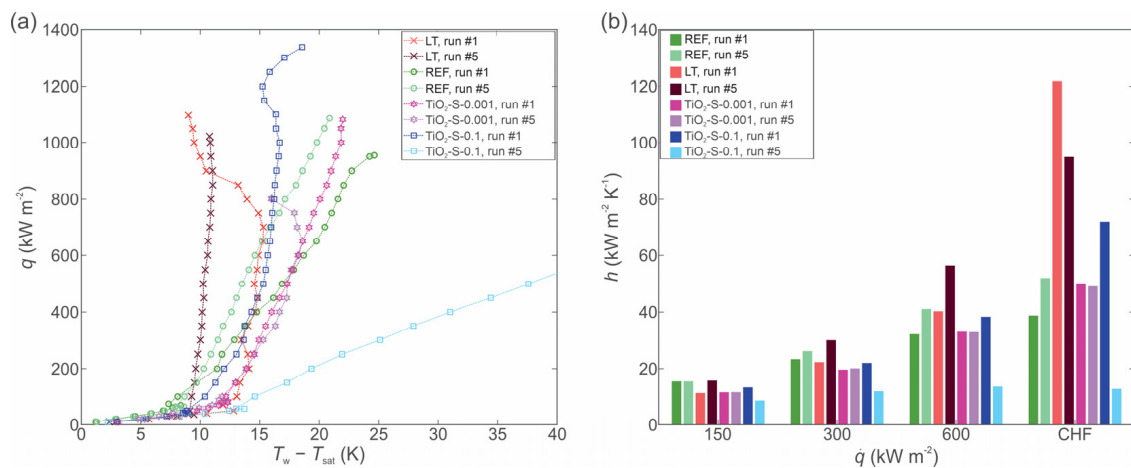 (a)
1400
1200
1000
800
600
400
200
0
q (kW m⁻²)
0 5 10 15 20 25 30 35 40
T_w − T_sat (K)
LT, run #1
LT, run #5
REF, run #1
REF, run #5
TiO₂-S-0.001, run #1
TiO₂-S-0.001, run #5
TiO₂-S-0.1, run #1
TiO₂-S-0.1, run #5
(b)
140
120
100
80
60
40
20
0
h (kW m⁻² K⁻¹)
REF, run #1
REF, run #5
LT, run #1
LT, run #5
TiO₂-S-0.001, run #1
TiO₂-S-0.001, run #5
TiO₂-S-0.1, run #1
TiO₂-S-0.1, run #5
150 300 600 CHF
q̇ (kW m⁻²)